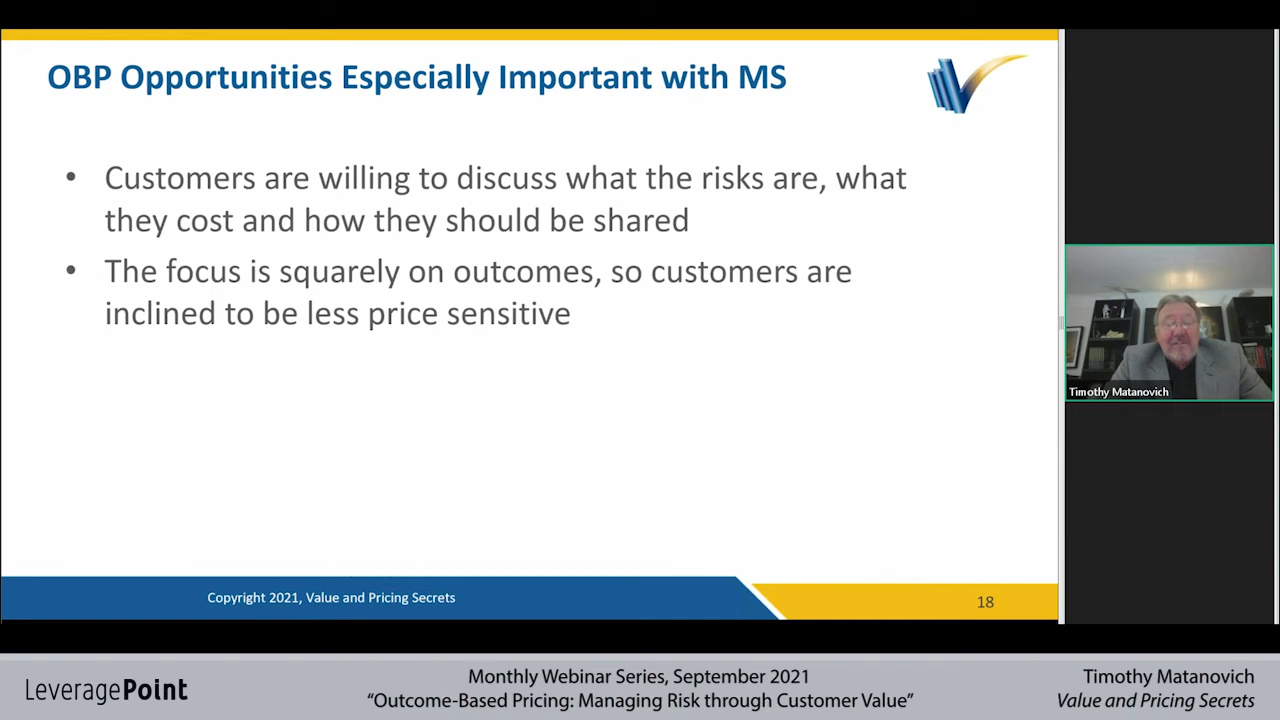 OBP Opportunities Especially Important with MS
• Customers are willing to discuss what the risks are, what
they cost and how they should be shared
• The focus is squarely on outcomes, so customers are
inclined to be less price sensitive
Timothy Matanovich
Copyright 2021, Value and Pricing Secrets
18
LeveragePoint
Monthly Webinar Series, September 2021
“Outcome-Based Pricing: Managing Risk through Customer Value”
Timothy Matanovich
Value and Pricing Secrets